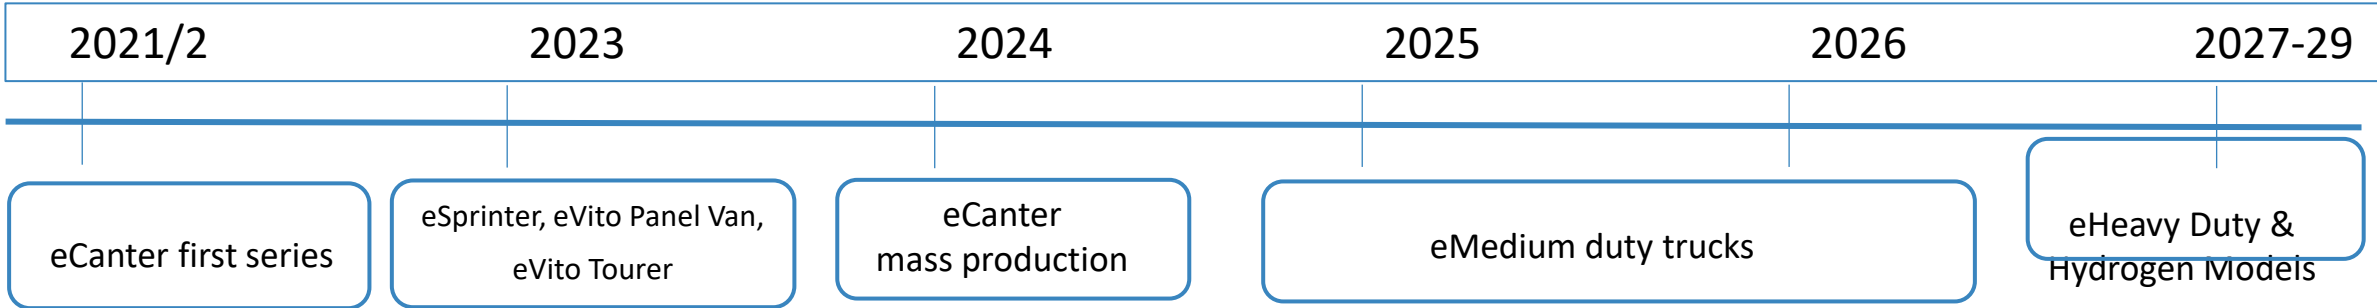 2021/2 2023 2024 2025 2026 2027-29
eCanter first series
eSprinter, eVito Panel Van,
eVito Tourer
eCanter
mass production
eMedium duty trucks
eHeavy Duty &
Hydrogen Models